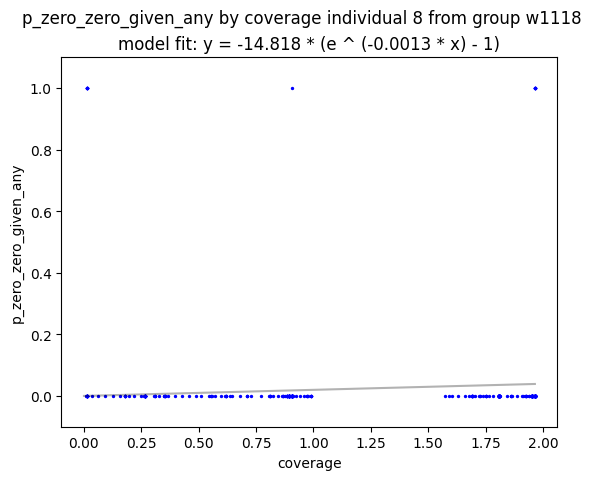 p_zero_zero_given_any by coverage individual 8 from group w1118
model fit: y = -14.818 * (e ^ (-0.0013 * x) - 1)
1.0
0.8
0.6
0.4
0.2
0.0
p_zero_zero_given_any
0.00 0.25 0.50 0.75 1.00 1.25 1.50 1.75 2.00
coverage